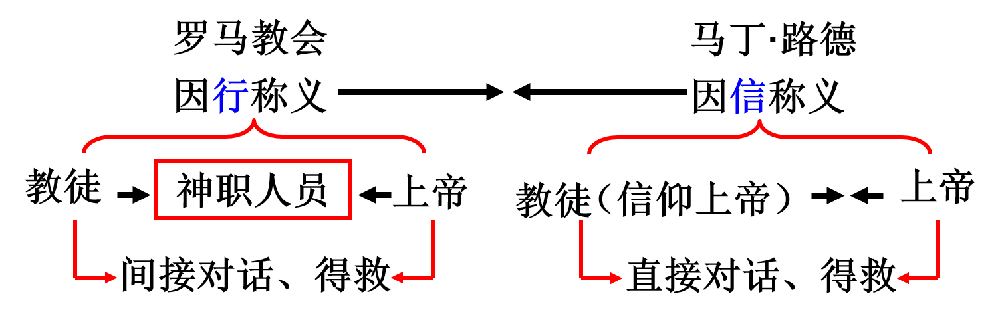 罗马教会
马丁·路德
因行称义
因信称义
教徒 神职人员 上帝
教徒（信仰上帝） 上帝
间接对话、得救
直接对话、得救